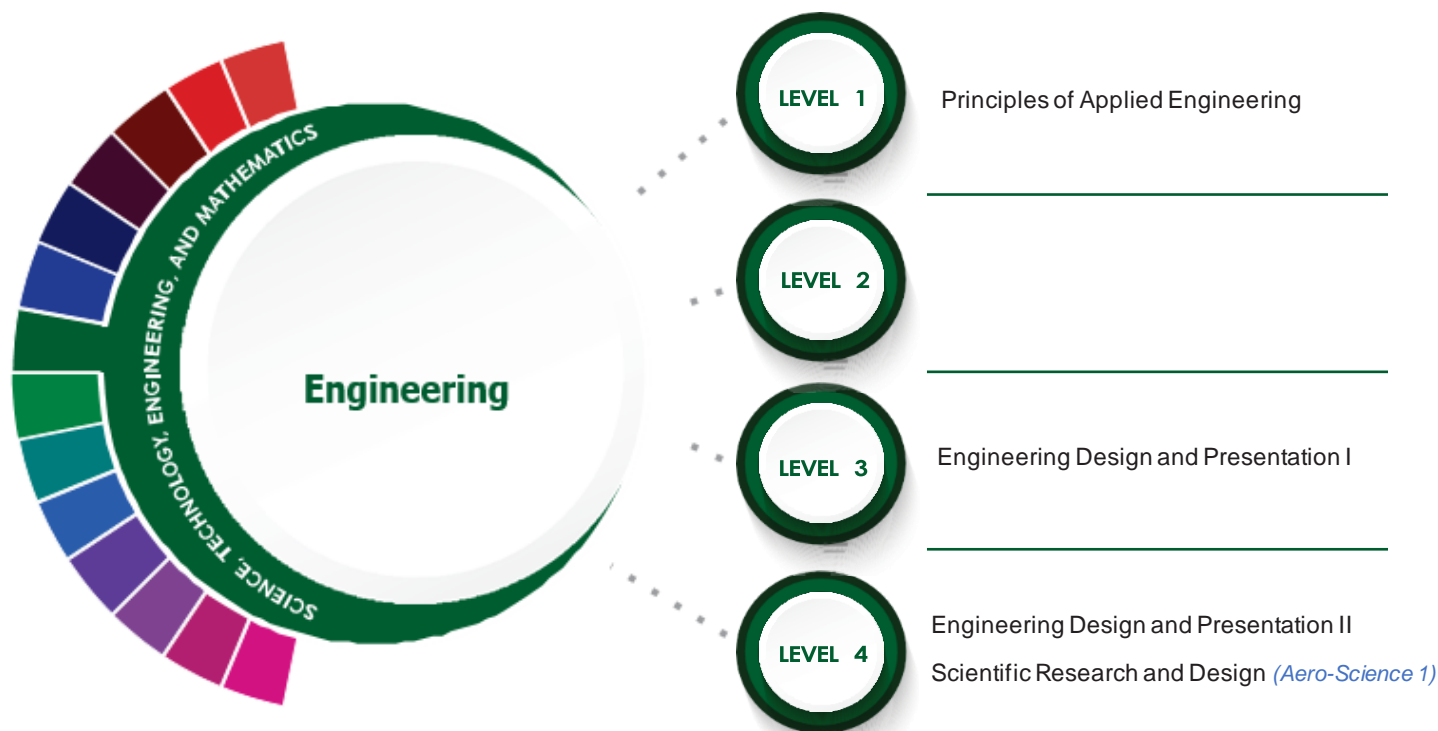 SCIENCE, TECHNOLOGY, ENGINEERING, AND MATHEMATICS
Engineering
LEVEL 1
Principles of Applied Engineering
LEVEL 2
LEVEL 3
Engineering Design and Presentation I
LEVEL 4
Engineering Design and Presentation II
Scientific Research and Design (Aero-Science 1)